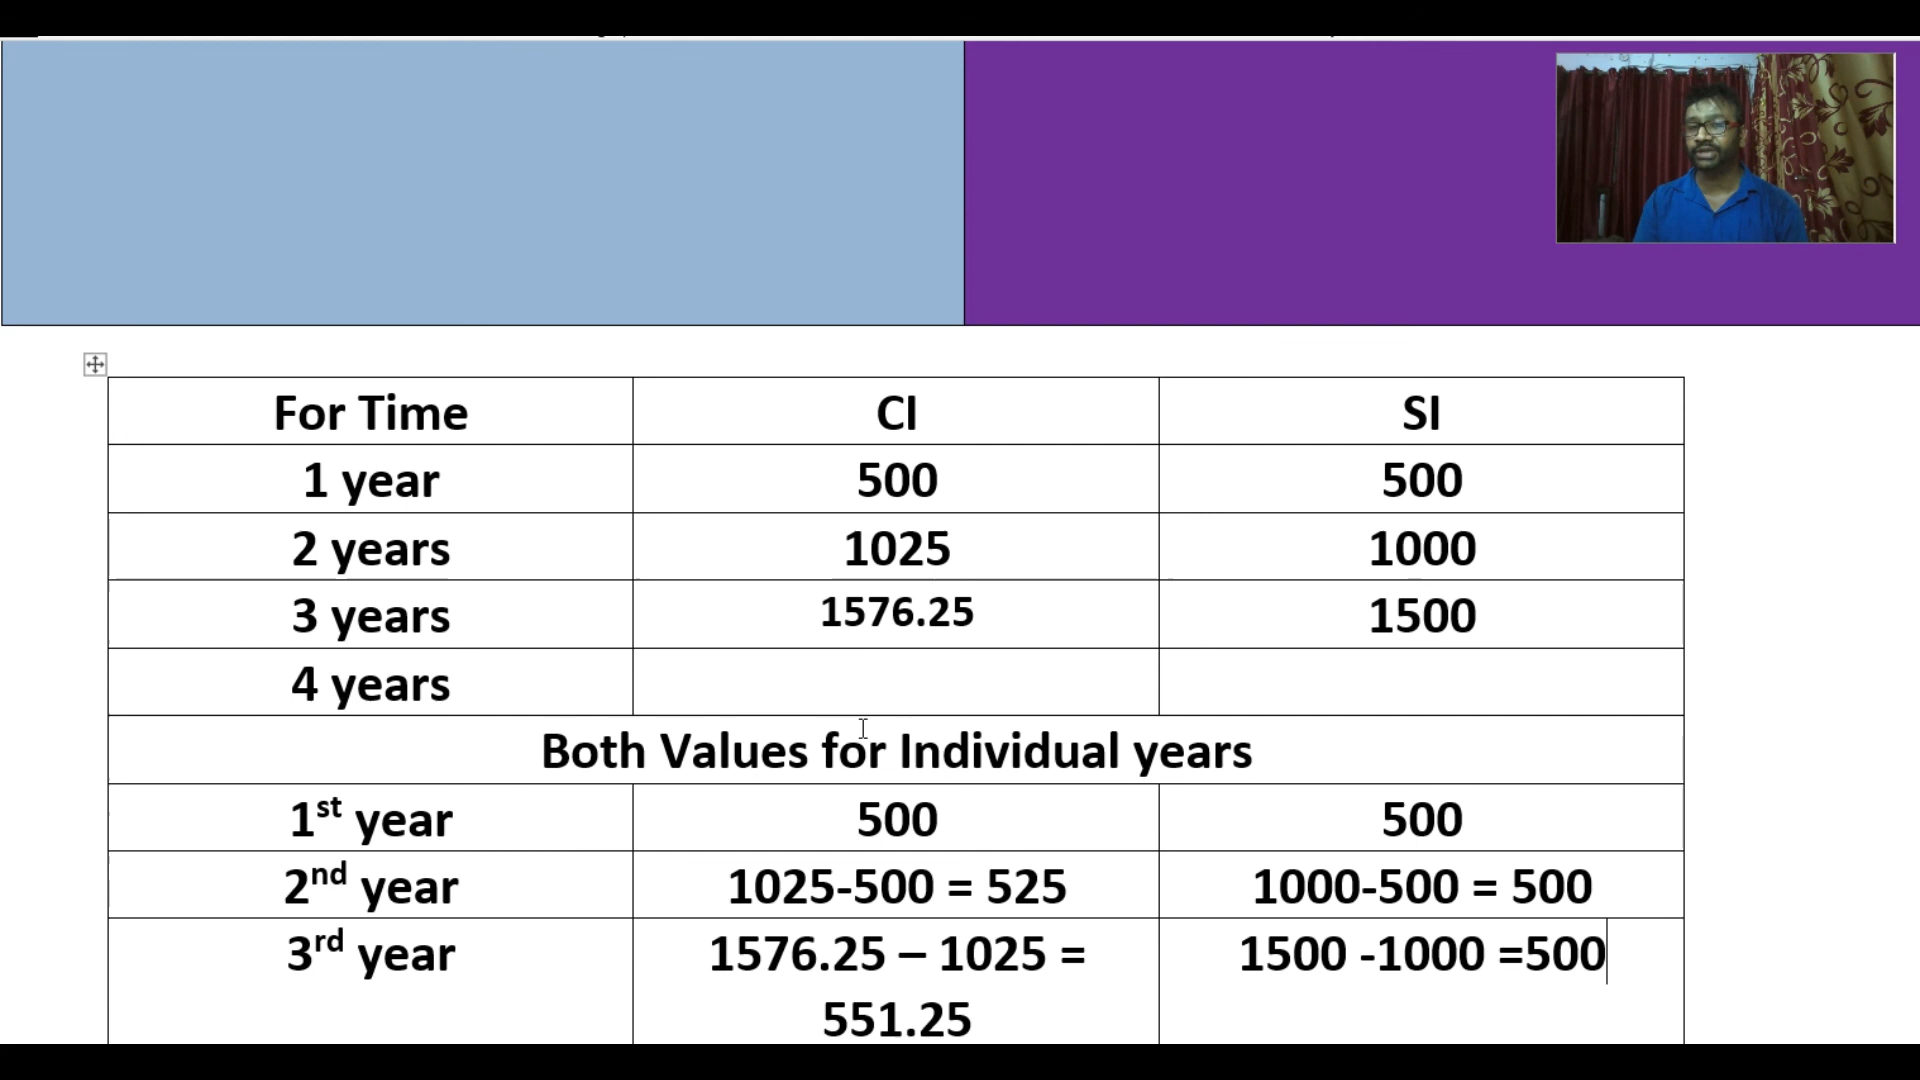 For Time CI SI
1 year 500 500
2 years 1025 1000
3 years 1576.25 1500
4 years
Both Values for Individual years
1st year 500 500
2nd year 1025-500 = 525 1000-500 = 500
3rd year 1576.25 – 1025 = 1500 -1000 =500
551.25